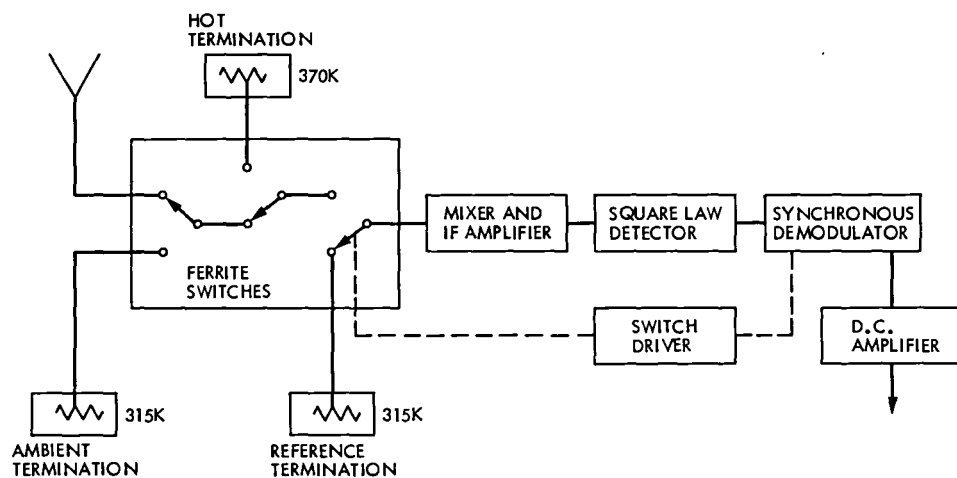 HOT
TERMINATION
370K
MIXER AND
IF AMPLIFIER
SQUARE LAW
DETECTOR
SYNCHRONOUS
DEMODULATOR
FERRITE
SWITCHES
SWITCH
DRIVER
D.C.
AMPLIFIER
315K
AMBIENT
TERMINATION
315K
REFERENCE
TERMINATION